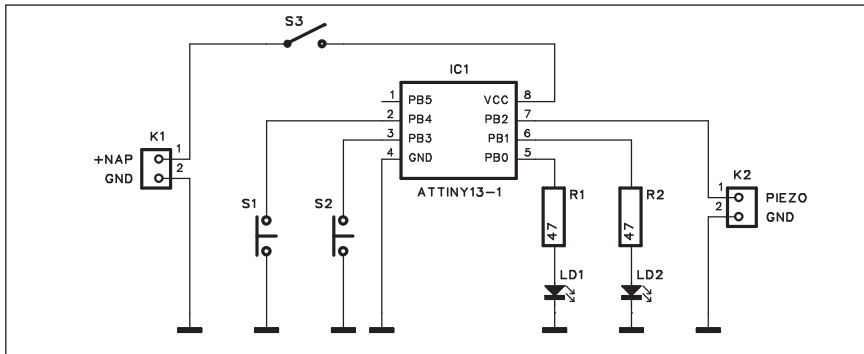 S3
IC1
1 PB5 VCC 8
2 PB4 PB2 7
3 PB3 PB1 6
4 GND PB0 5
ATTINY13-1
K1
+NAP 1
GND 2
S1
S2
R1
47
R2
47
K2
1 PIEZO
2 GND
LD1
LD2